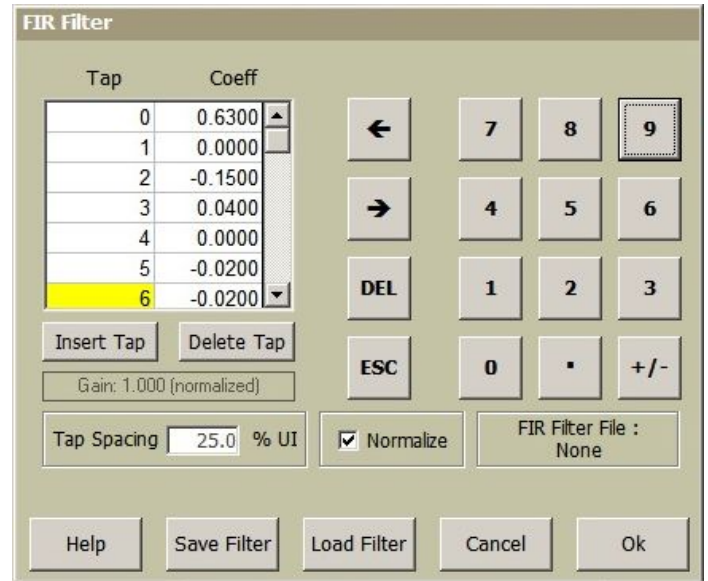 FIR Filter
Tap Coeff
0 0.6300
1 0.0000
2 -0.1500
3 0.0400
4 0.0000
5 -0.0200
6 -0.0200
Insert Tap Delete Tap
Gain: 1.000 (normalized)
Tap Spacing 25.0 % UI
← 7 8 9
→ 4 5 6
DEL 1 2 3
ESC 0 . +/-
Normalize
FIR Filter File :
None
Help Save Filter Load Filter Cancel Ok